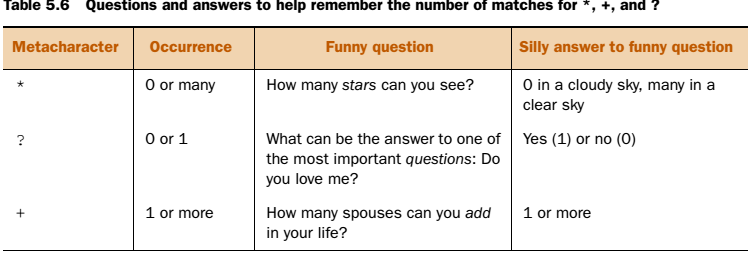 Table 5.6 Questions and answers to help remember the number of matches for *, +, and ?
Metacharacter Occurrence Funny question Silly answer to funny question
* 0 or many How many stars can you see? 0 in a cloudy sky, many in a
clear sky
? 0 or 1 What can be the answer to one of Yes (1) or no (0)
the most important questions: Do
you love me?
+ 1 or more How many spouses can you add 1 or more
in your life?